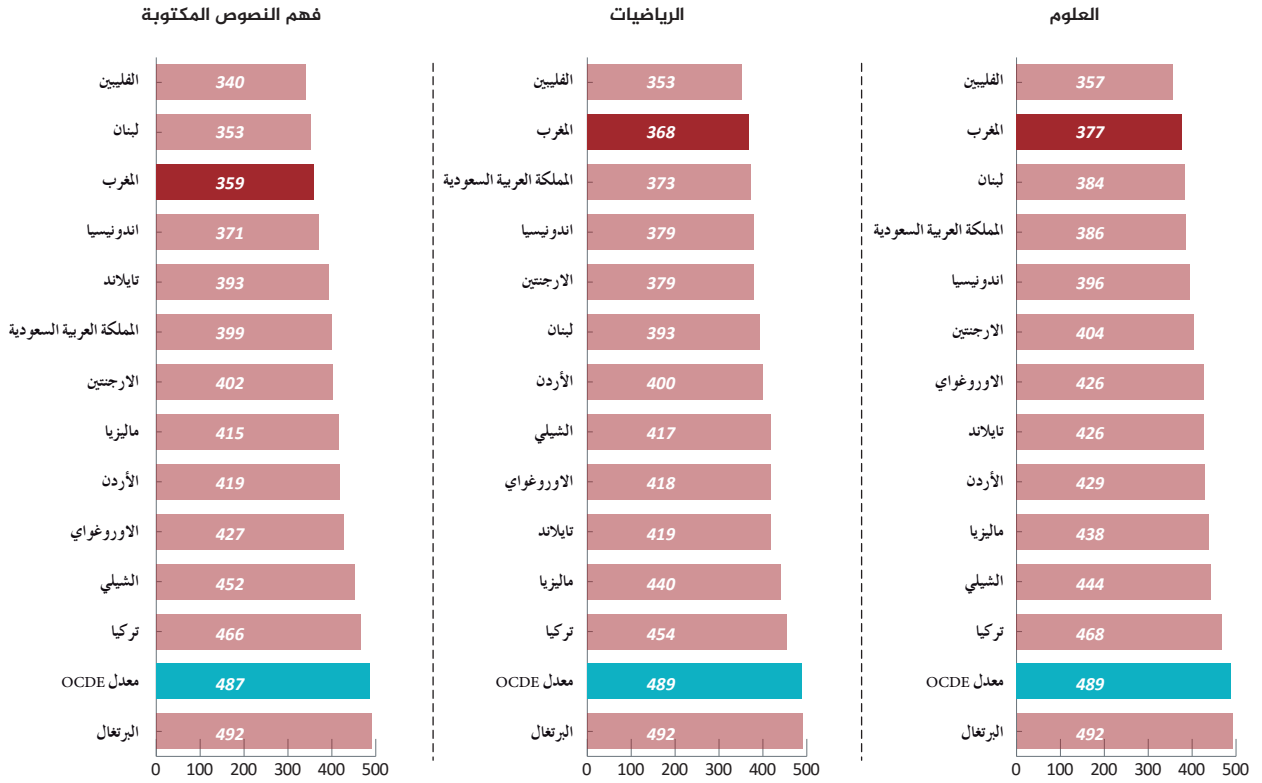 فهم النصوص المكتوبة
الفليبين 340
لبنان 353
المغرب 359
اندونيسيا 371
تايلاند 393
المملكة العربية السعودية 399
الارجنتين 402
ماليزيا 415
الأردن 419
الاوروغواي 427
الشيلي 452
تركيا 466
معدل OCDE 487
البرتغال 492
0 100 200 300 400 500
الرياضيات
الفليبين 353
المغرب 368
المملكة العربية السعودية 373
اندونيسيا 379
الارجنتين 379
لبنان 393
الأردن 400
الشيلي 417
الاوروغواي 418
تايلاند 419
ماليزيا 440
تركيا 454
معدل OCDE 489
البرتغال 492
0 100 200 300 400 500
العلوم
الفليبين 357
المغرب 377
لبنان 384
المملكة العربية السعودية 386
اندونيسيا 396
الارجنتين 404
الاوروغواي 426
تايلاند 426
الأردن 429
ماليزيا 438
الشيلي 444
تركيا 468
معدل OCDE 489
البرتغال 492
0 100 200 300 400 500